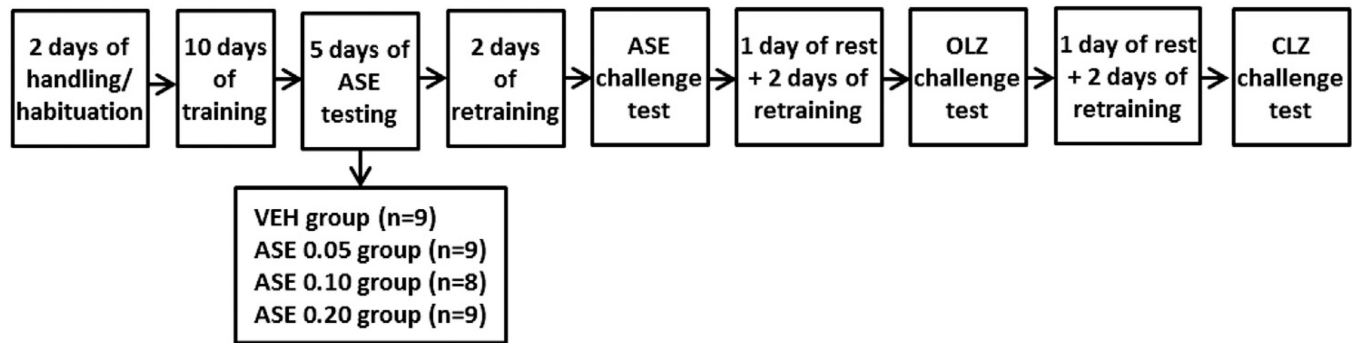 2 days of
handling/
habituation
10 days
of
training
5 days of
ASE
testing
2 days
of
retraining
ASE
challenge
test
1 day of rest
+ 2 days of
retraining
OLZ
challenge
test
1 day of rest
+ 2 days of
retraining
CLZ
challenge
test
VEH group (n=9)
ASE 0.05 group (n=9)
ASE 0.10 group (n=8)
ASE 0.20 group (n=9)